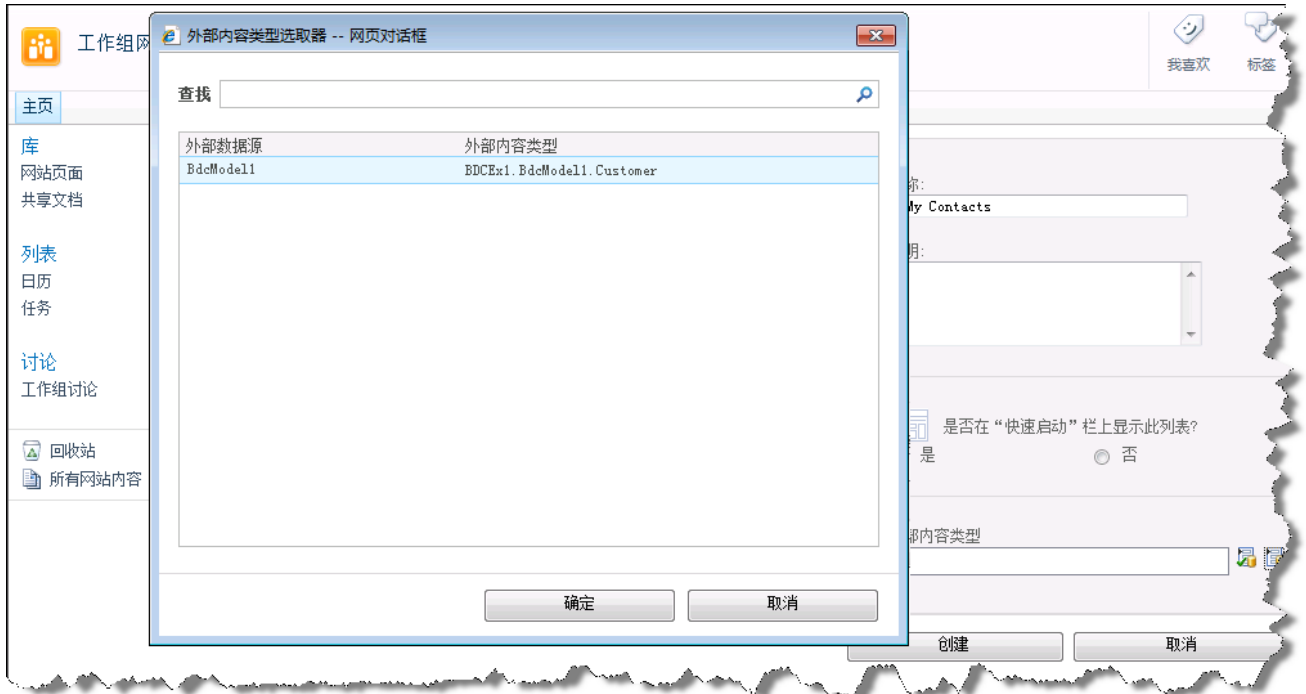 工作组网
外部内容类型选取器 -- 网页对话框
我喜欢
标签
主页
查找
库
网站页面
共享文档
列表
日历
任务
讨论
工作组讨论
回收站
所有网站内容
外部数据源 外部内容类型
BdcModel1 BDCEx1.BdcModel1.Customer
称:
My Contacts
明:
是否在“快速启动”栏上显示此列表?
是 否
部内容类型
确定 取消
创建 取消